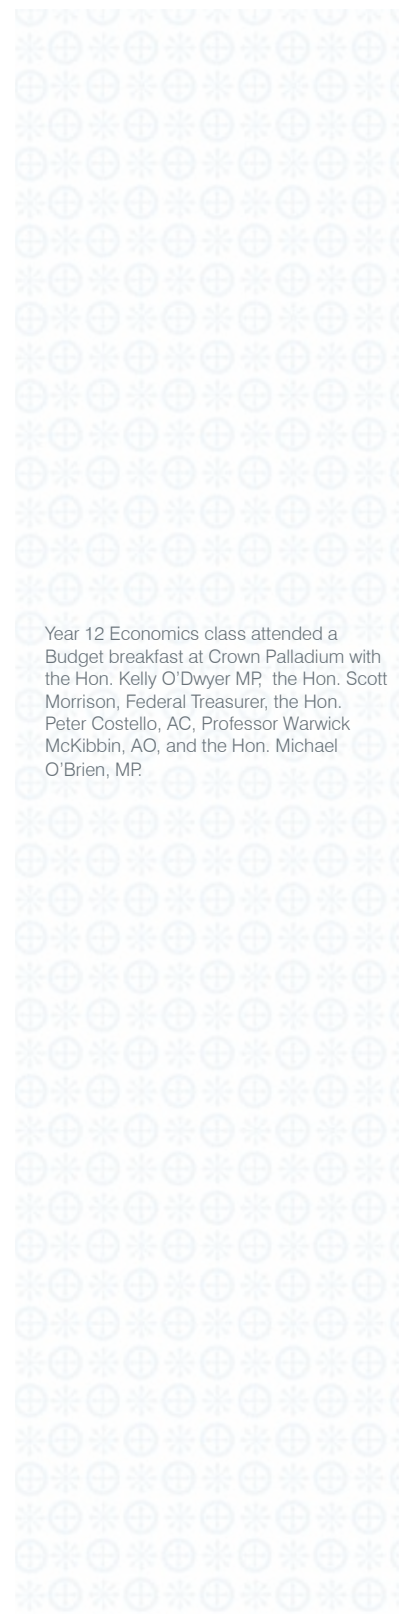 Year 12 Economics class attended a
Budget breakfast at Crown Palladium with
the Hon. Kelly O'Dwyer MP,  the Hon. Scott
Morrison, Federal Treasurer, the Hon.
Peter Costello, AC, Professor Warwick
McKibbin, AO, and the Hon. Michael
O'Brien, MP.